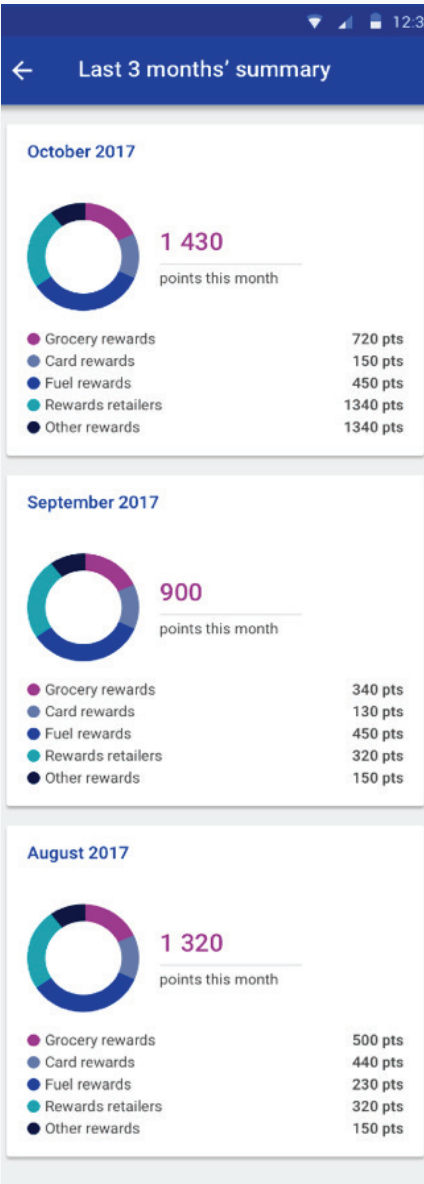 12:3
Last 3 months’ summary
October 2017
1 430
points this month
Grocery rewards 720 pts
Card rewards 150 pts
Fuel rewards 450 pts
Rewards retailers 1340 pts
Other rewards 1340 pts
September 2017
900
points this month
Grocery rewards 340 pts
Card rewards 130 pts
Fuel rewards 450 pts
Rewards retailers 320 pts
Other rewards 150 pts
August 2017
1 320
points this month
Grocery rewards 500 pts
Card rewards 440 pts
Fuel rewards 230 pts
Rewards retailers 320 pts
Other rewards 150 pts